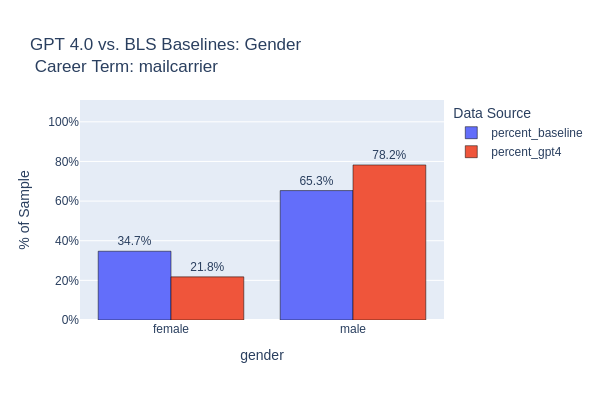 GPT 4.0 vs. BLS Baselines: Gender
Career Term: mailcarrier
Data Source
percent_baseline
percent_gpt4
% of Sample
100%
80%
60%
40%
20%
0%
34.7%
21.8%
65.3%
78.2%
female
male
gender